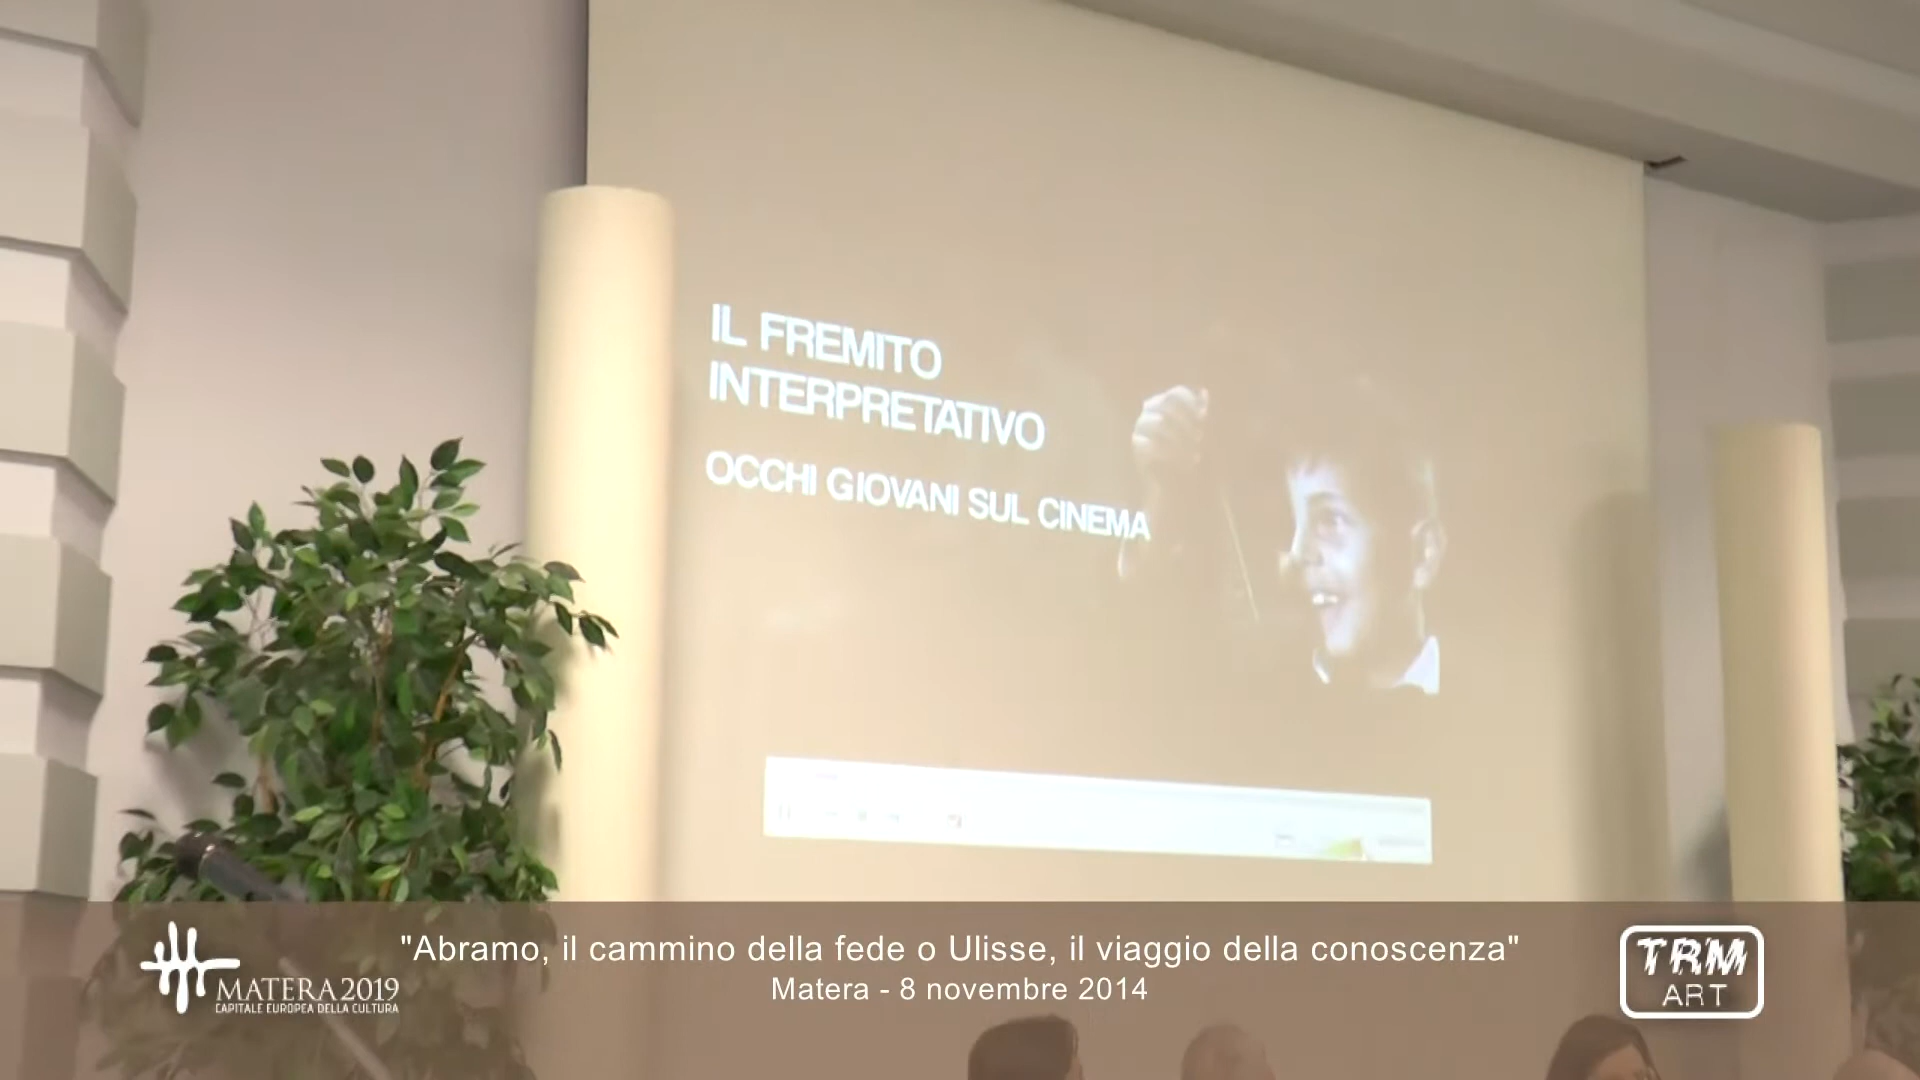 IL FREMITO
INTERPRETATIVO
OCCHI GIOVANI SUL CINEMA
"Abramo, il cammino della fede o Ulisse, il viaggio della conoscenza"
Matera - 8 novembre 2014
MATERA 2019
CAPITALE EUROPEA DELLA CULTURA
TRM
ART